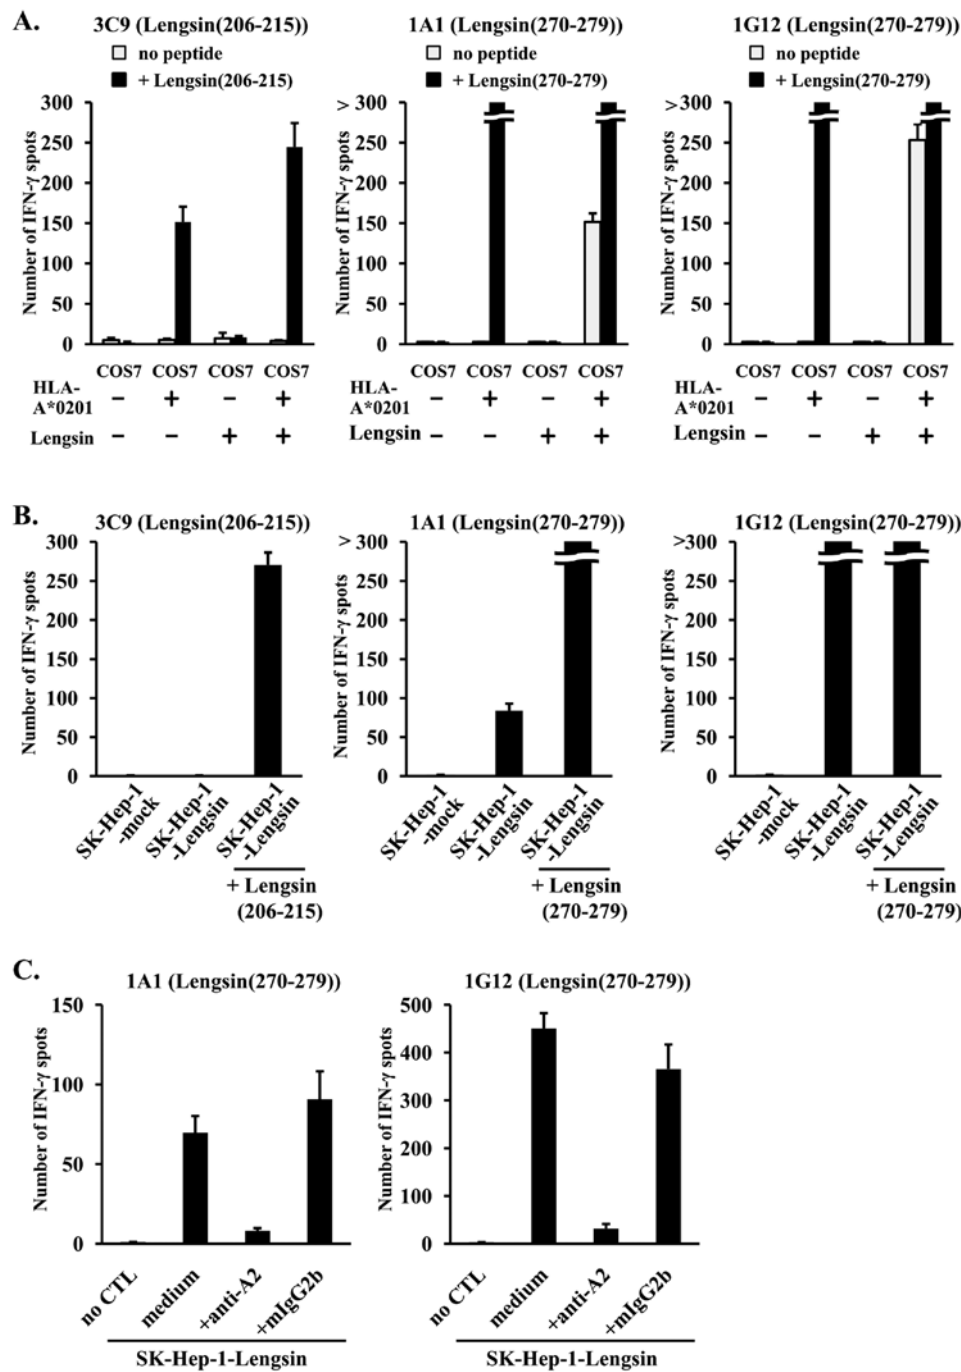 A.
3C9 (Lengsin(206-215))
no peptide
+ Lengsin(206-215)
Number of IFN-γ spots
300
250
200
150
100
50
0
COS7 COS7 COS7 COS7
HLA-
A*0201 – + – +
Lengsin – – + +
1A1 (Lengsin(270-279))
no peptide
+ Lengsin(270-279)
Number of IFN-γ spots
> 300
250
200
150
100
50
0
COS7 COS7 COS7 COS7
HLA-
A*0201 – + – +
Lengsin – – + +
1G12 (Lengsin(270-279))
no peptide
+ Lengsin(270-279)
Number of IFN-γ spots
> 300
250
200
150
100
50
0
COS7 COS7 COS7 COS7
HLA-
A*0201 – + – +
Lengsin – – + +
B.
3C9 (Lengsin(206-215))
Number of IFN-γ spots
300
250
200
150
100
50
0
SK-Hep-1
-mock
SK-Hep-1
-Lengsin
SK-Hep-1
-Lengsin
+ Lengsin
(206-215)
1A1 (Lengsin(270-279))
Number of IFN-γ spots
> 300
250
200
150
100
50
0
SK-Hep-1
-mock
SK-Hep-1
-Lengsin
SK-Hep-1
-Lengsin
+ Lengsin
(270-279)
1G12 (Lengsin(270-279))
Number of IFN-γ spots
>300
250
200
150
100
50
0
SK-Hep-1
-mock
SK-Hep-1
-Lengsin
SK-Hep-1
-Lengsin
+ Lengsin
(270-279)
C.
1A1 (Lengsin(270-279))
Number of IFN-γ spots
150
100
50
0
no CTL
medium
+anti-A2
+mIgG2b
SK-Hep-1-Lengsin
1G12 (Lengsin(270-279))
Number of IFN-γ spots
500
400
300
200
100
0
no CTL
medium
+anti-A2
+mIgG2b
SK-Hep-1-Lengsin